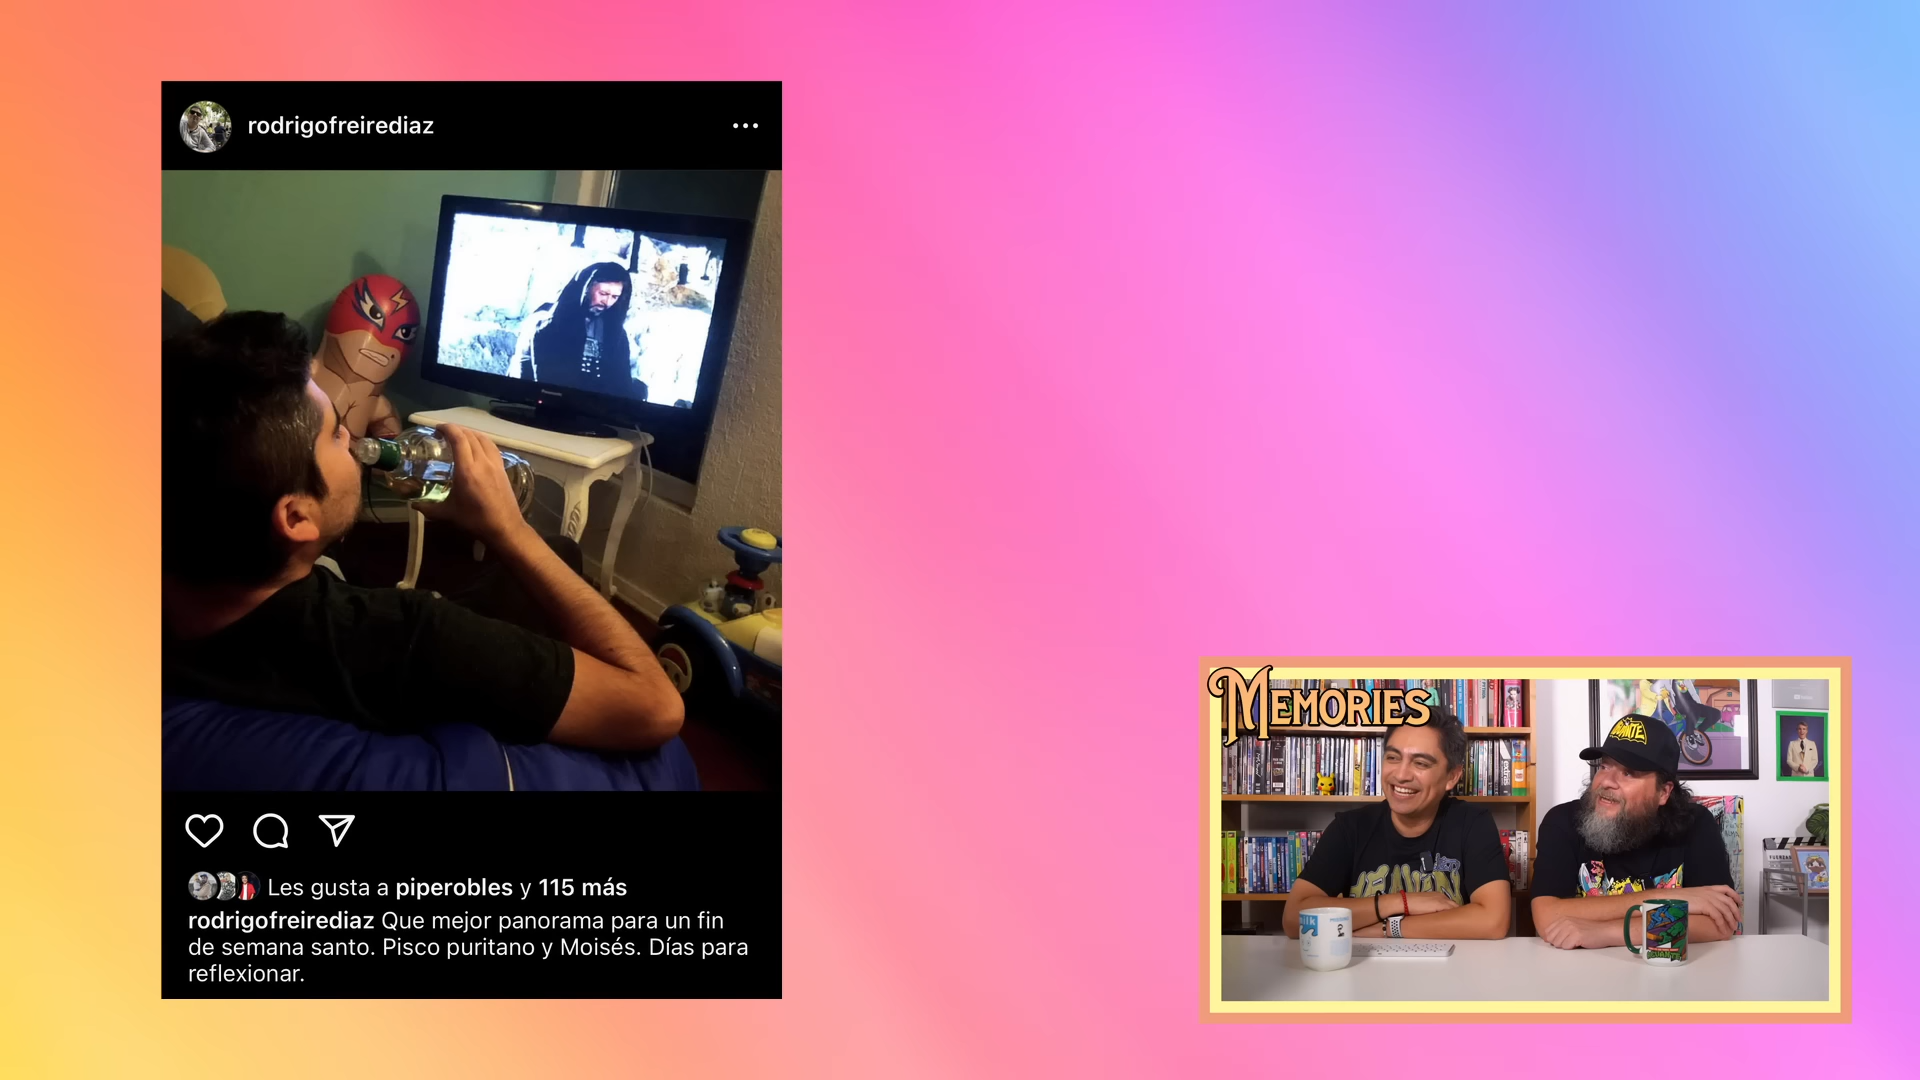 rodrigofreirediaz
Les gusta a piperobles y 115 más
rodrigofreirediaz Que mejor panorama para un fin
de semana santo. Pisco puritano y Moisés. Días para
reflexionar.
MEMORIES